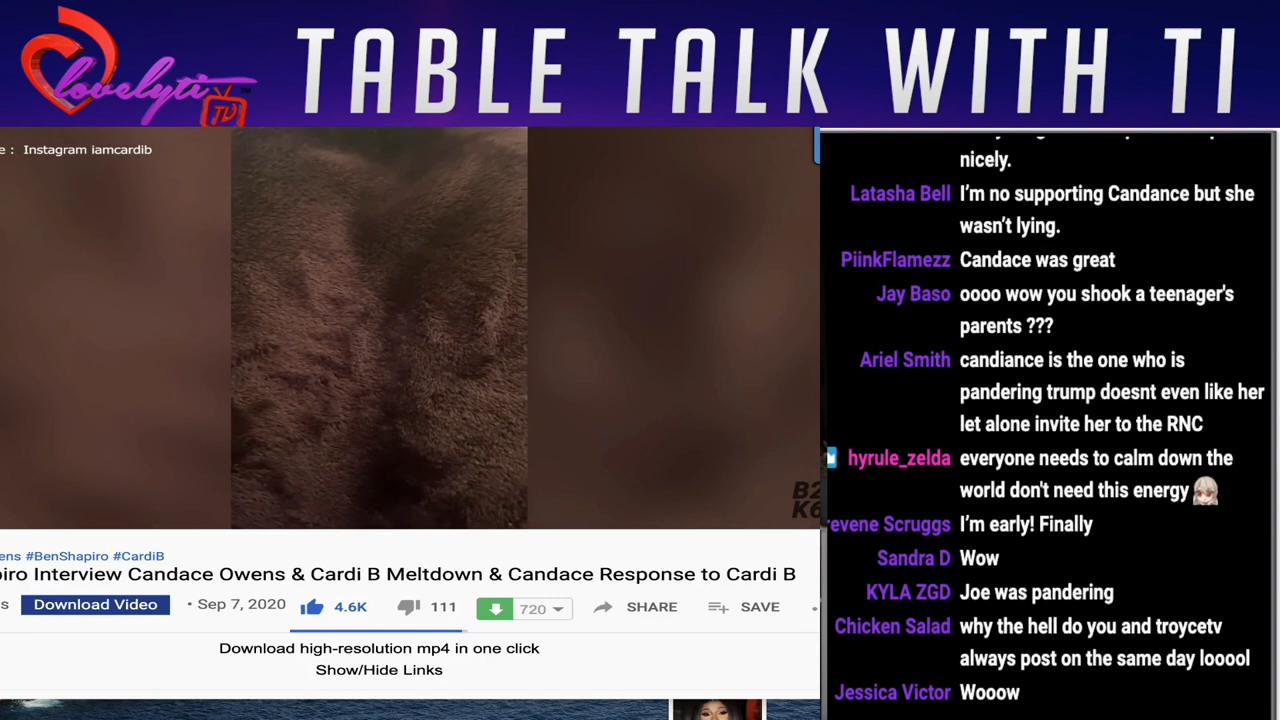 lovelyti TV ™
TABLE TALK WITH TI
e : Instagram iamcardib
B2
K6
ens #BenShapiro #CardiB
iro Interview Candace Owens & Cardi B Meltdown & Candace Response to Cardi B
s Download Video • Sep 7, 2020 4.6K 111 720 SHARE SAVE
Download high-resolution mp4 in one click
Show/Hide Links
nicely.
Latasha Bell I’m no supporting Candance but she
wasn’t lying.
PiinkFlamezz Candace was great
Jay Baso oooo wow you shook a teenager's
parents ???
Ariel Smith candiance is the one who is
pandering trump doesnt even like her
let alone invite her to the RNC
hyrule_zelda everyone needs to calm down the
world don't need this energy
revene Scruggs I’m early! Finally
Sandra D Wow
KYLA ZGD Joe was pandering
Chicken Salad why the hell do you and troycetv
always post on the same day looool
Jessica Victor Wooow